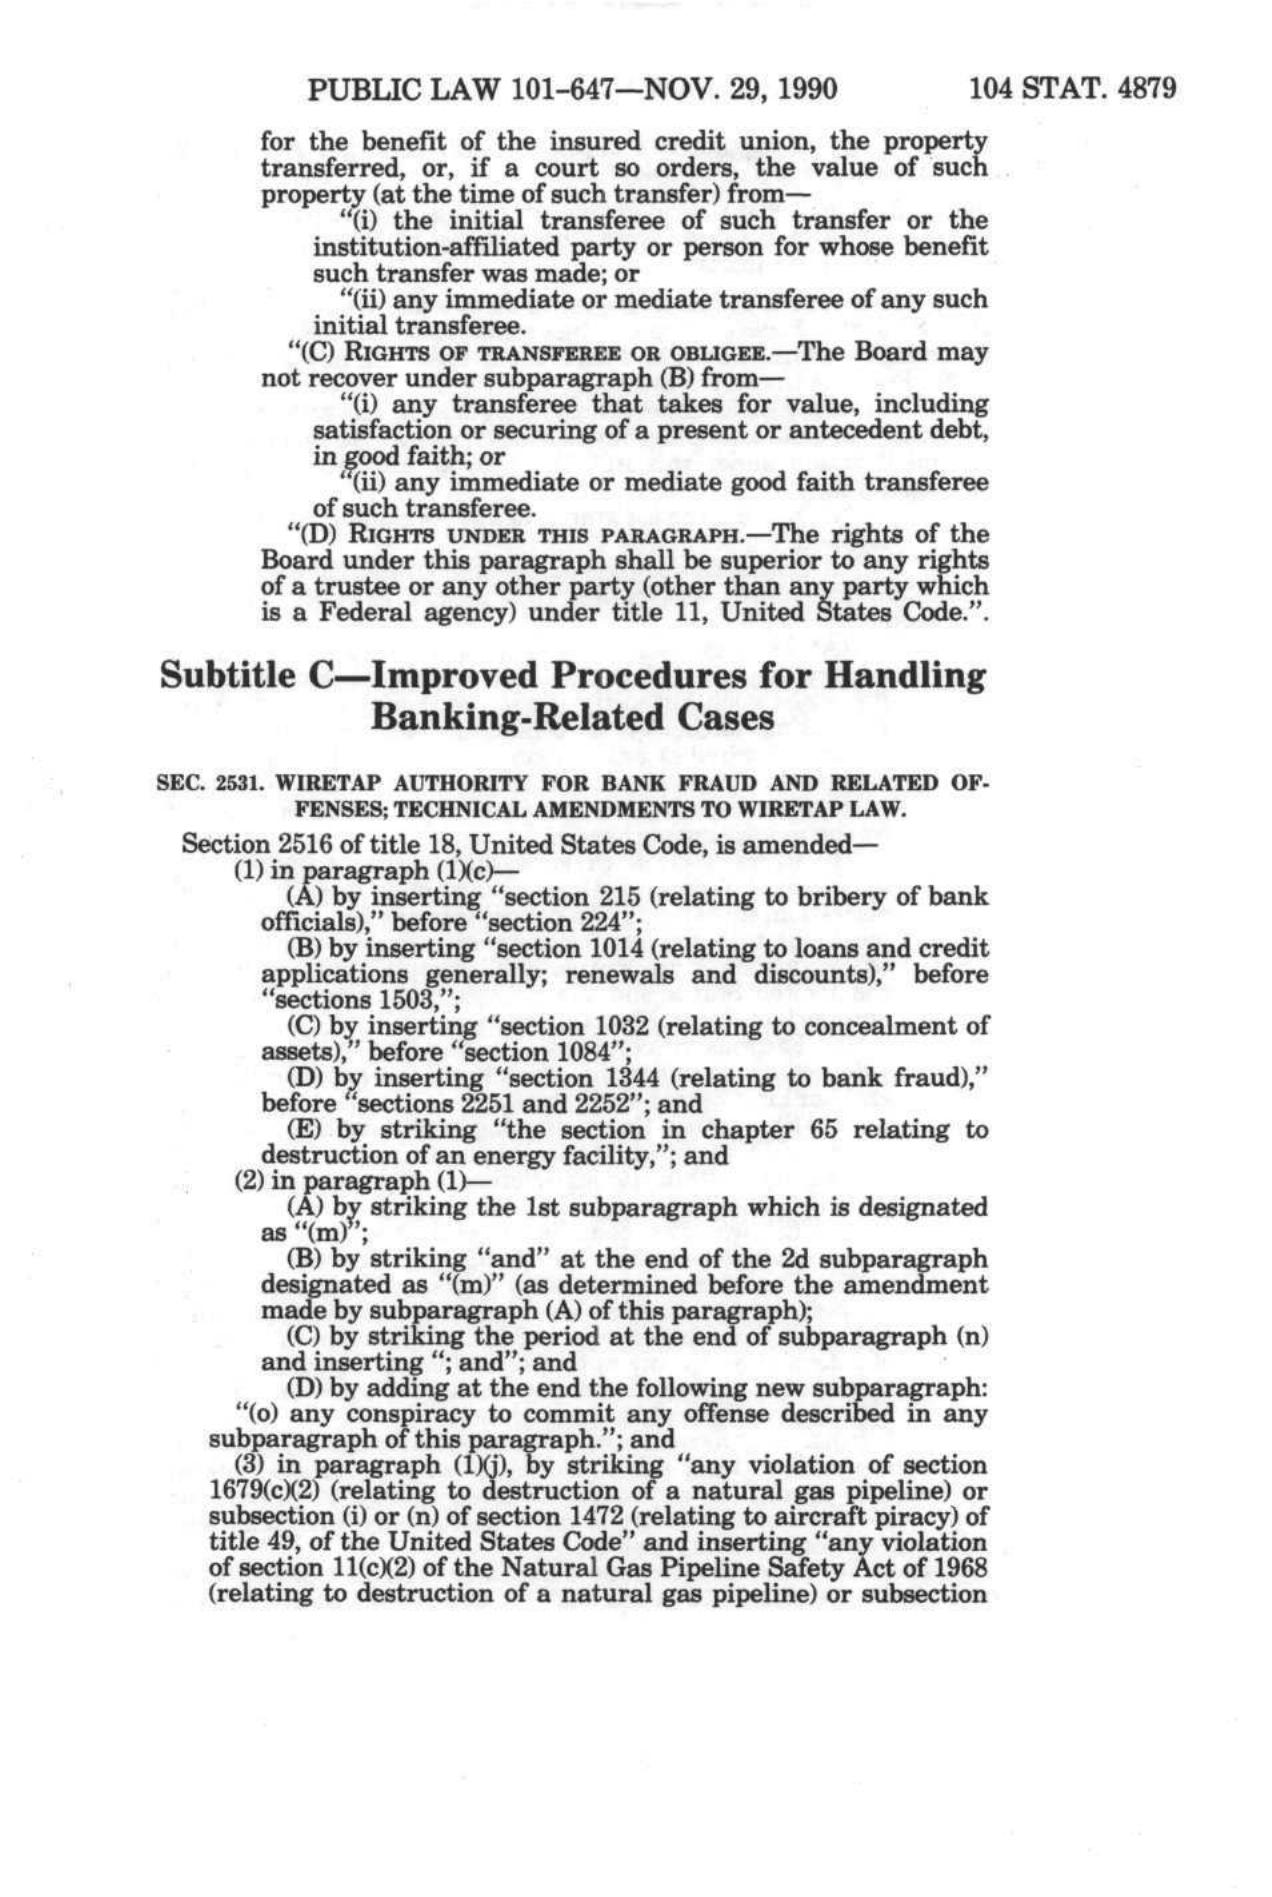 PUBLIC LAW 101–647—NOV. 29, 1990 104 STAT. 4879
for the benefit of the insured credit union, the property
transferred, or, if a court so orders, the value of such
property (at the time of such transfer) from—
“(i) the initial transferee of such transfer or the
institution-affiliated party or person for whose benefit
such transfer was made; or
“(ii) any immediate or mediate transferee of any such
initial transferee.
“(C) RIGHTS OF TRANSFEREE OR OBLIGEE.—The Board may
not recover under subparagraph (B) from—
“(i) any transferee that takes for value, including
satisfaction or securing of a present or antecedent debt,
in good faith; or
“(ii) any immediate or mediate good faith transferee
of such transferee.
“(D) RIGHTS UNDER THIS PARAGRAPH.—The rights of the
Board under this paragraph shall be superior to any rights
of a trustee or any other party (other than any party which
is a Federal agency) under title 11, United States Code.”.
Subtitle C—Improved Procedures for Handling
Banking-Related Cases
SEC. 2531. WIRETAP AUTHORITY FOR BANK FRAUD AND RELATED OF-
FENSES; TECHNICAL AMENDMENTS TO WIRETAP LAW.
Section 2516 of title 18, United States Code, is amended—
(1) in paragraph (1)(c)—
(A) by inserting “section 215 (relating to bribery of bank
officials),” before “section 224”;
(B) by inserting “section 1014 (relating to loans and credit
applications generally; renewals and discounts),” before
“sections 1503,”;
(C) by inserting “section 1032 (relating to concealment of
assets),” before “section 1084”;
(D) by inserting “section 1344 (relating to bank fraud),”
before “sections 2251 and 2252”; and
(E) by striking “the section in chapter 65 relating to
destruction of an energy facility,”; and
(2) in paragraph (1)—
(A) by striking the 1st subparagraph which is designated
as “(m)”;
(B) by striking “and” at the end of the 2d subparagraph
designated as “(m)” (as determined before the amendment
made by subparagraph (A) of this paragraph);
(C) by striking the period at the end of subparagraph (n)
and inserting “; and”; and
(D) by adding at the end the following new subparagraph:
“(o) any conspiracy to commit any offense described in any
subparagraph of this paragraph.”; and
(3) in paragraph (1)(j), by striking “any violation of section
1679(c)(2) (relating to destruction of a natural gas pipeline) or
subsection (i) or (n) of section 1472 (relating to aircraft piracy) of
title 49, of the United States Code” and inserting “any violation
of section 11(c)(2) of the Natural Gas Pipeline Safety Act of 1968
(relating to destruction of a natural gas pipeline) or subsection